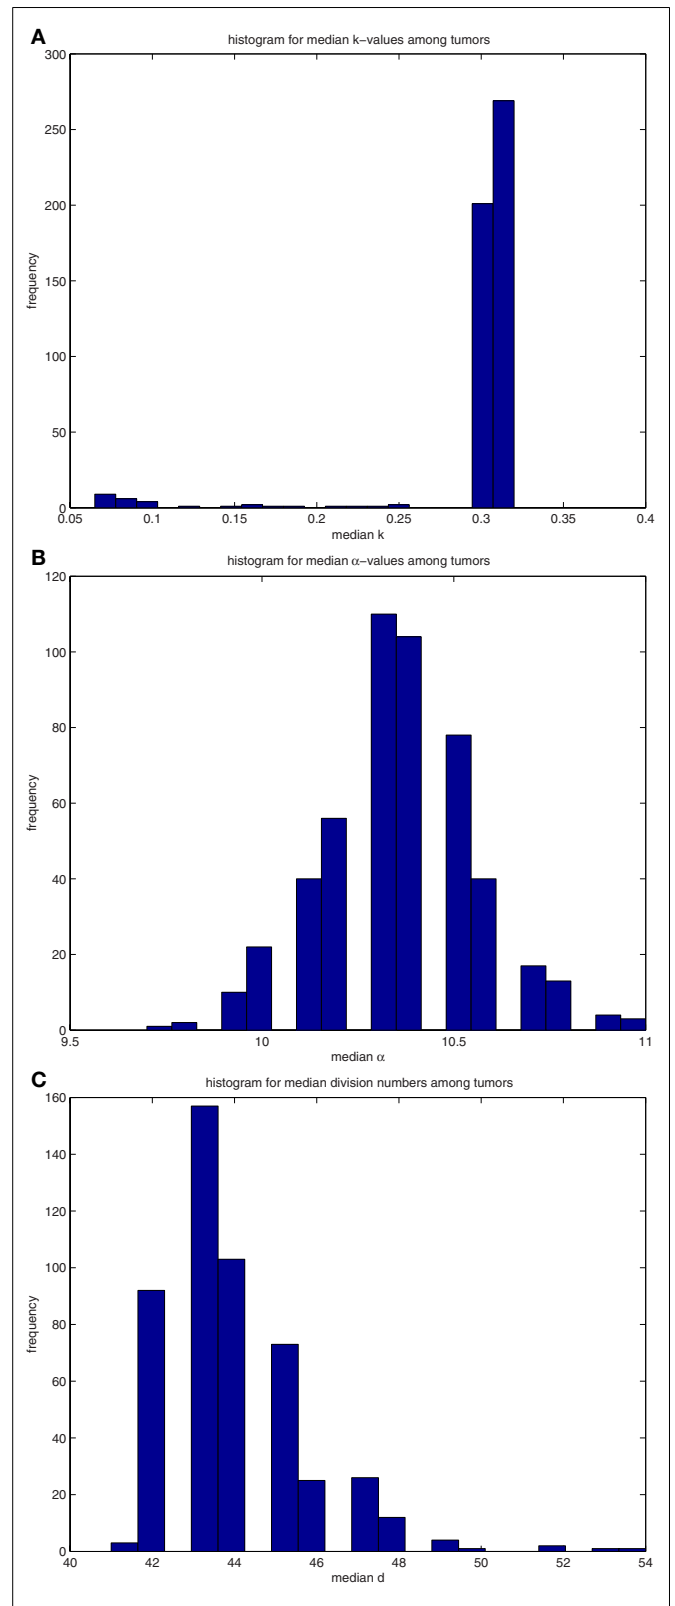 A
histogram for median k−values among tumors
300
250
200
150
100
50
0
frequency
0.05 0.1 0.15 0.2 0.25 0.3 0.35 0.4
median k
B
histogram for median α−values among tumors
120
100
80
60
40
20
0
frequency
9.5 10 10.5 11
median α
C
histogram for median division numbers among tumors
160
140
120
100
80
60
40
20
0
frequency
40 42 44 46 48 50 52 54
median d